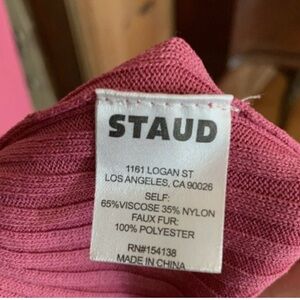 STAUD
1161 LOGAN ST
LOS ANGELES, CA 90026
SELF:
65%VISCOSE 35% NYLON
FAUX FUR:
100% POLYESTER
RN#154138
MADE IN CHINA